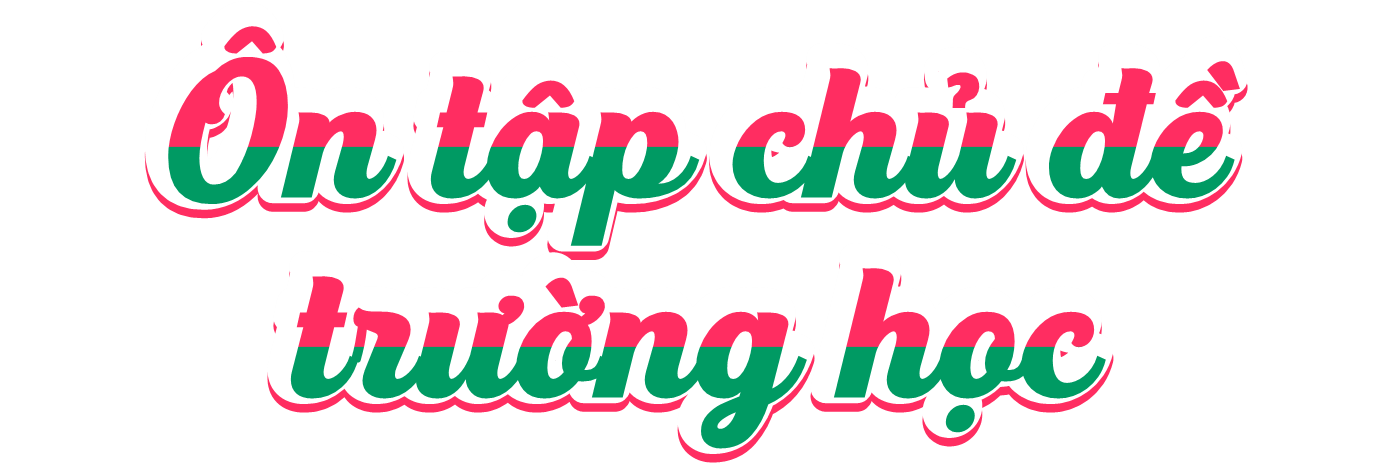 Ôn tập chủ đề
trường học